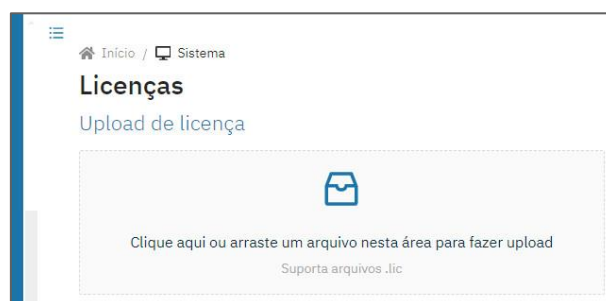 Início / Sistema
Licenças
Upload de licença
Clique aqui ou arraste um arquivo nesta área para fazer upload
Suporta arquivos .lic